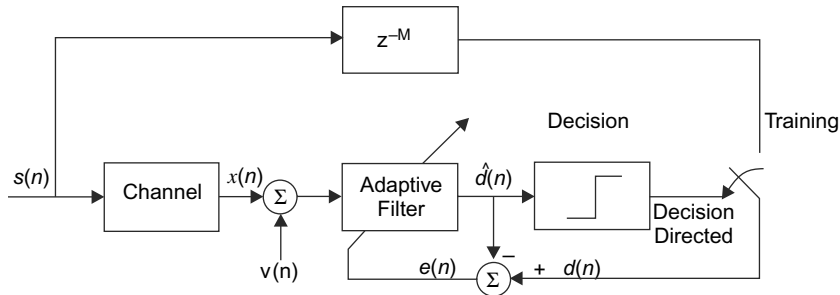 z–M
Decision
Training
s(n)
Channel
x(n)
Σ
Adaptive
Filter
d̂(n)
Decision
Directed
v(n)
e(n)
–
Σ
+
d(n)